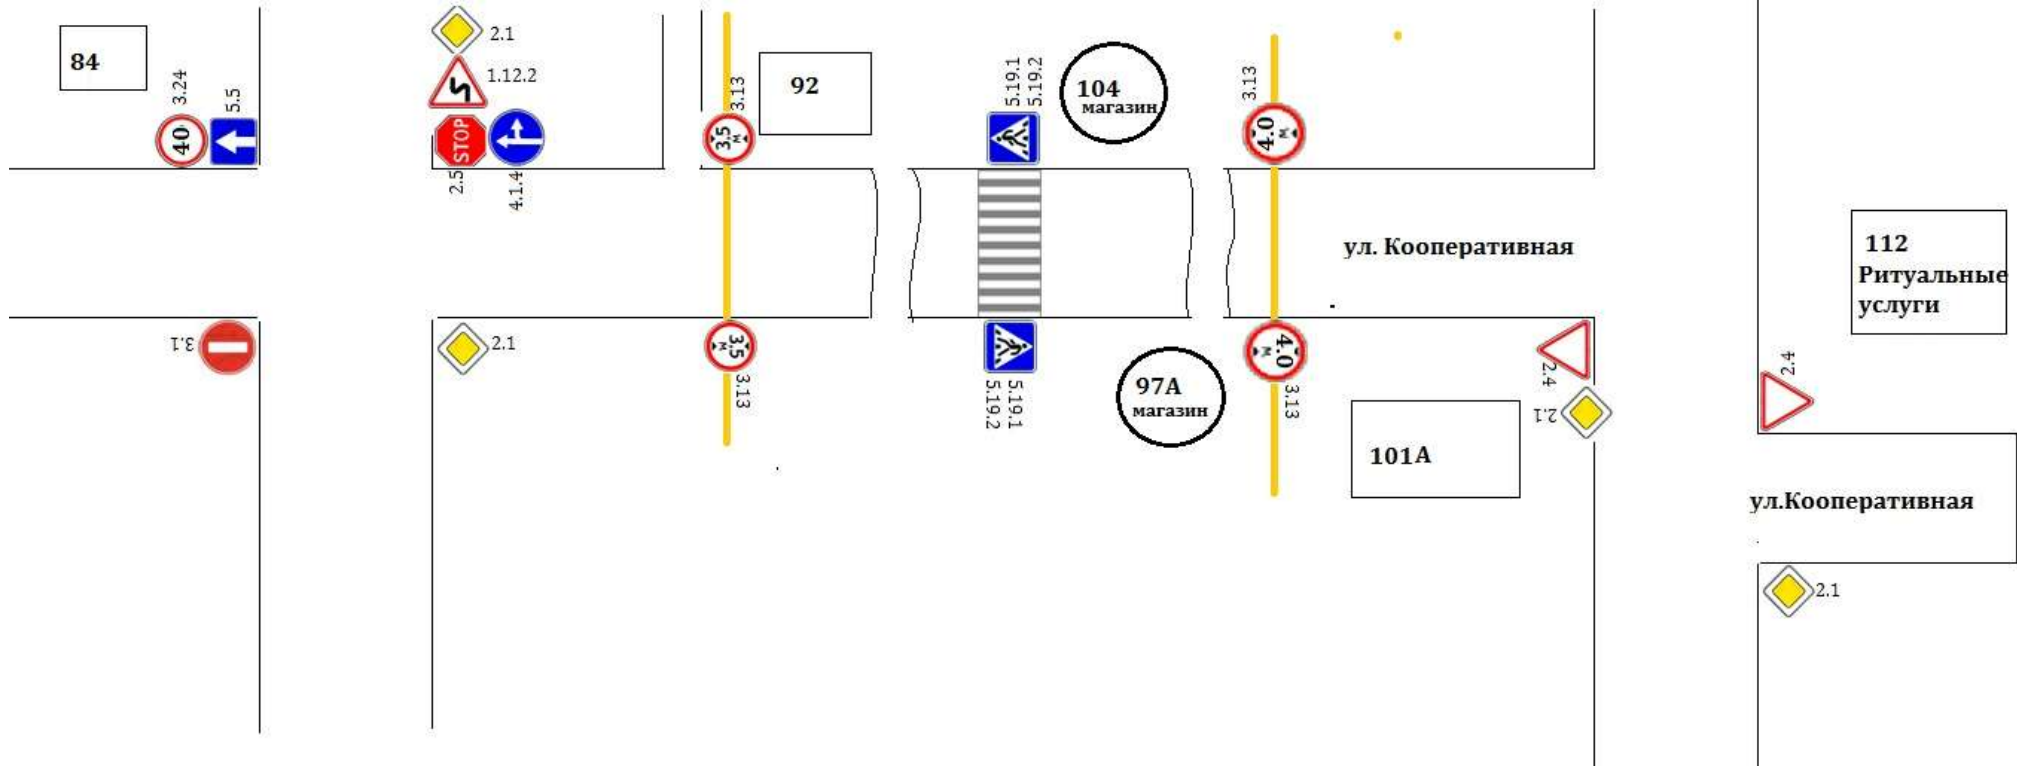 84
3.24
5.5
40
2.1
1.12.2
STOP
2.5
4.1.4
3.13
3,5
м
92
5.19.1
5.19.2
104
магазин
3.13
4.0
м
ул. Кооперативная
112
Ритуальные
услуги
3.1
2.1
3,5
м
3.13
5.19.1
5.19.2
97А
магазин
4.0
м
3.13
2.4
2.1
101А
2.4
ул.Кооперативная
2.1